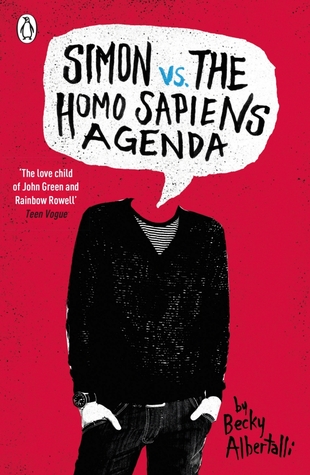 SIMON VS. THE
HOMO SAPIENS
AGENDA
'The love child
of John Green and
Rainbow Rowell'
Teen Vogue
by
Becky
Albertalli